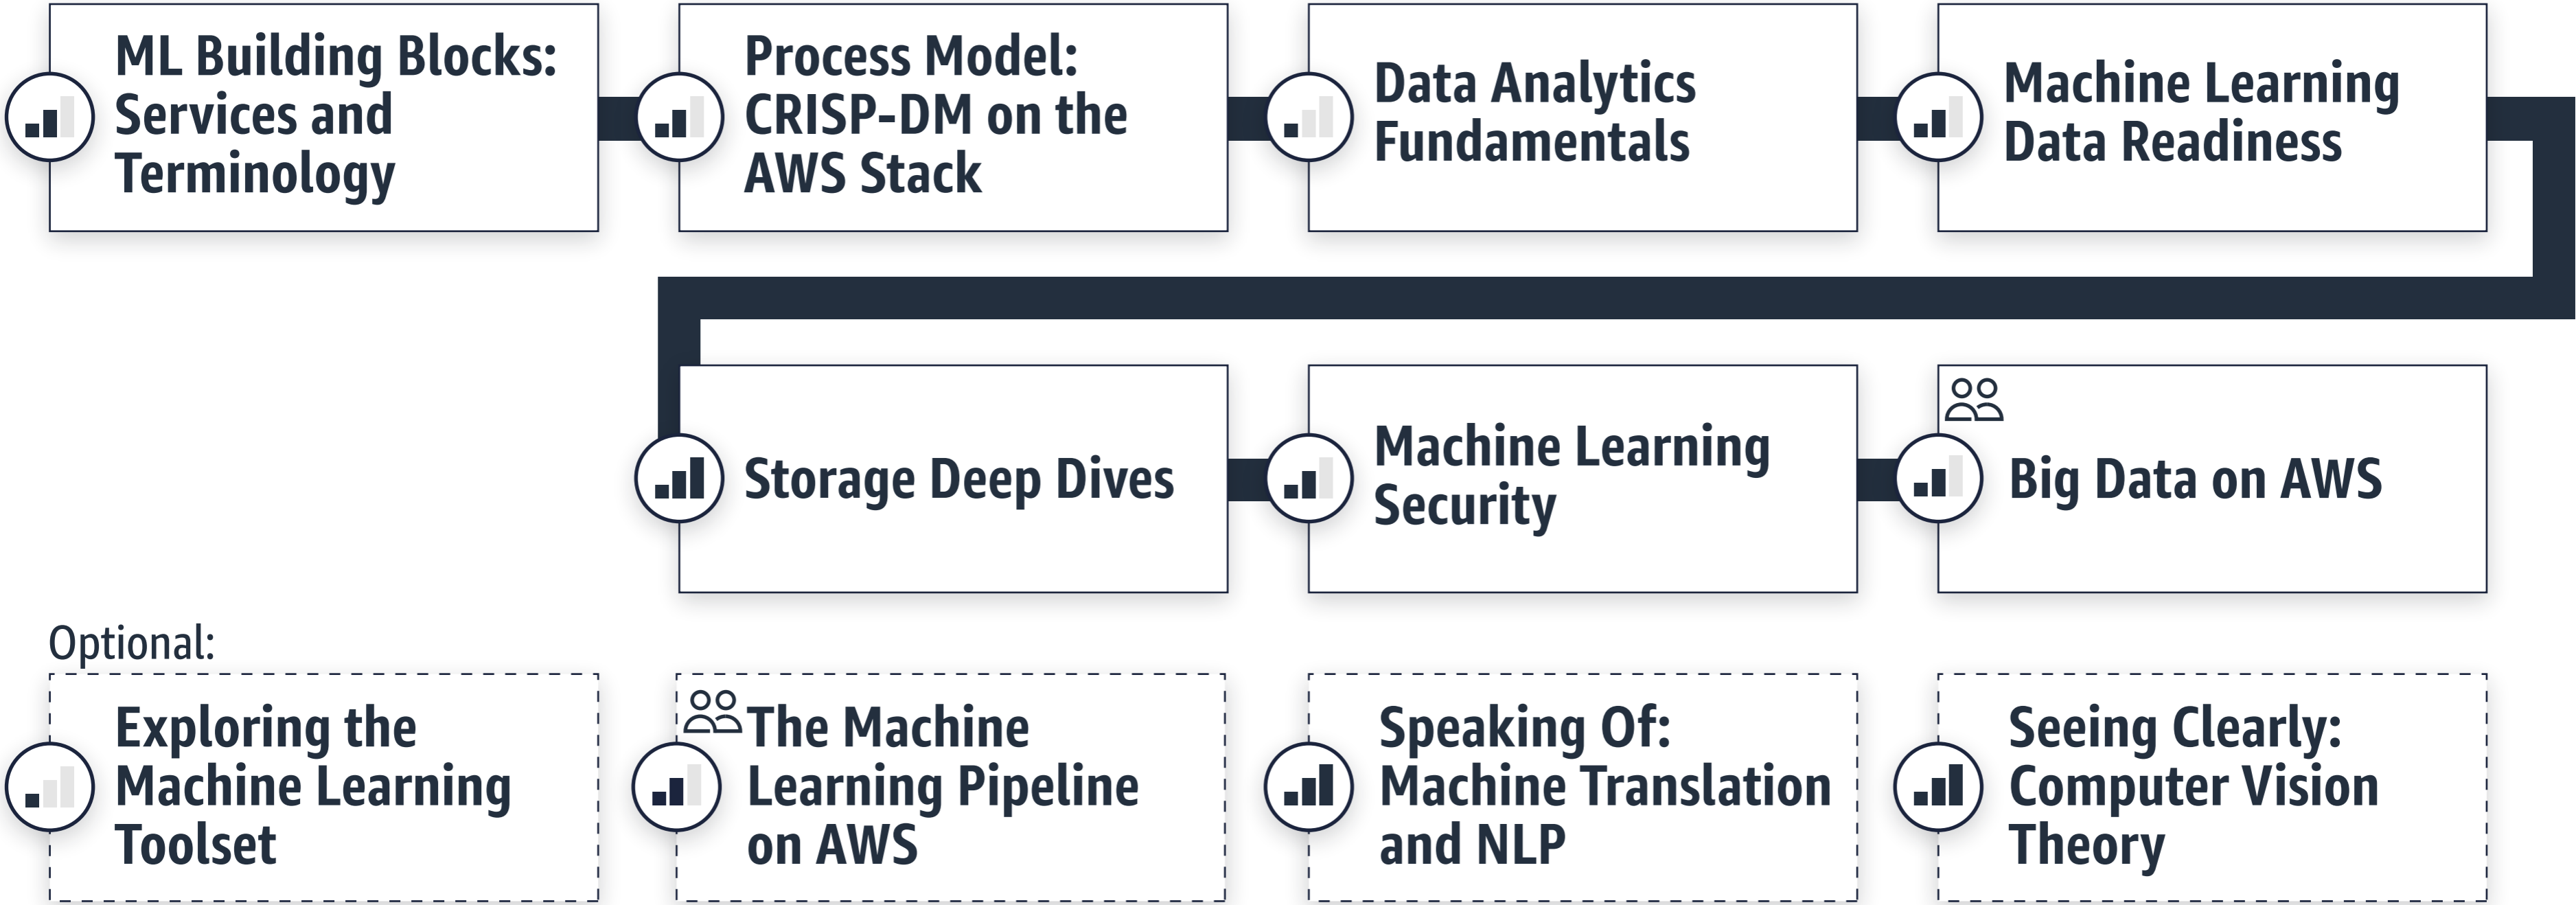 ML Building Blocks:
Services and
Terminology
Process Model:
CRISP-DM on the
AWS Stack
Data Analytics
Fundamentals
Machine Learning
Data Readiness
Storage Deep Dives
Machine Learning
Security
Big Data on AWS
Optional:
Exploring the
Machine Learning
Toolset
The Machine
Learning Pipeline
on AWS
Speaking Of:
Machine Translation
and NLP
Seeing Clearly:
Computer Vision
Theory